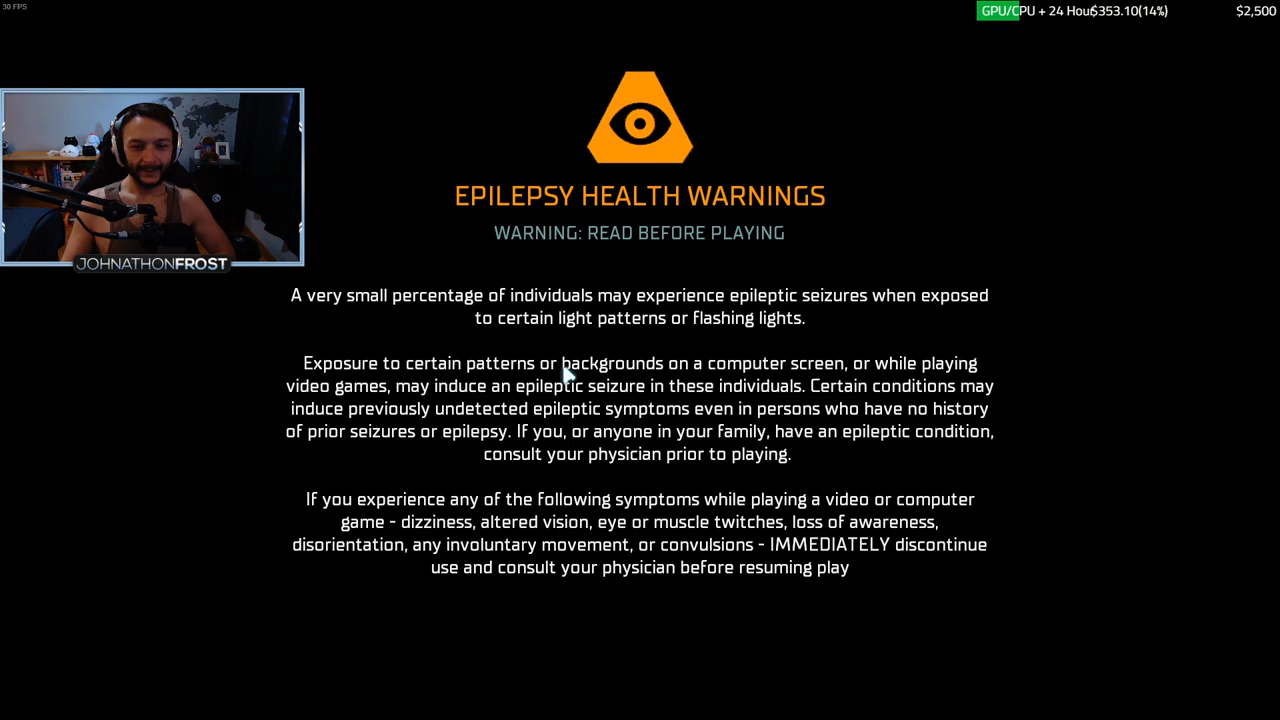 30 FPS
GPU/CPU + 24 Hour$353.10(14%) $2,500
JOHNATHONFROST
EPILEPSY HEALTH WARNINGS
WARNING: READ BEFORE PLAYING
A very small percentage of individuals may experience epileptic seizures when exposed
to certain light patterns or flashing lights.
Exposure to certain patterns or backgrounds on a computer screen, or while playing
video games, may induce an epileptic seizure in these individuals. Certain conditions may
induce previously undetected epileptic symptoms even in persons who have no history
of prior seizures or epilepsy. If you, or anyone in your family, have an epileptic condition,
consult your physician prior to playing.
If you experience any of the following symptoms while playing a video or computer
game - dizziness, altered vision, eye or muscle twitches, loss of awareness,
disorientation, any involuntary movement, or convulsions - IMMEDIATELY discontinue
use and consult your physician before resuming play